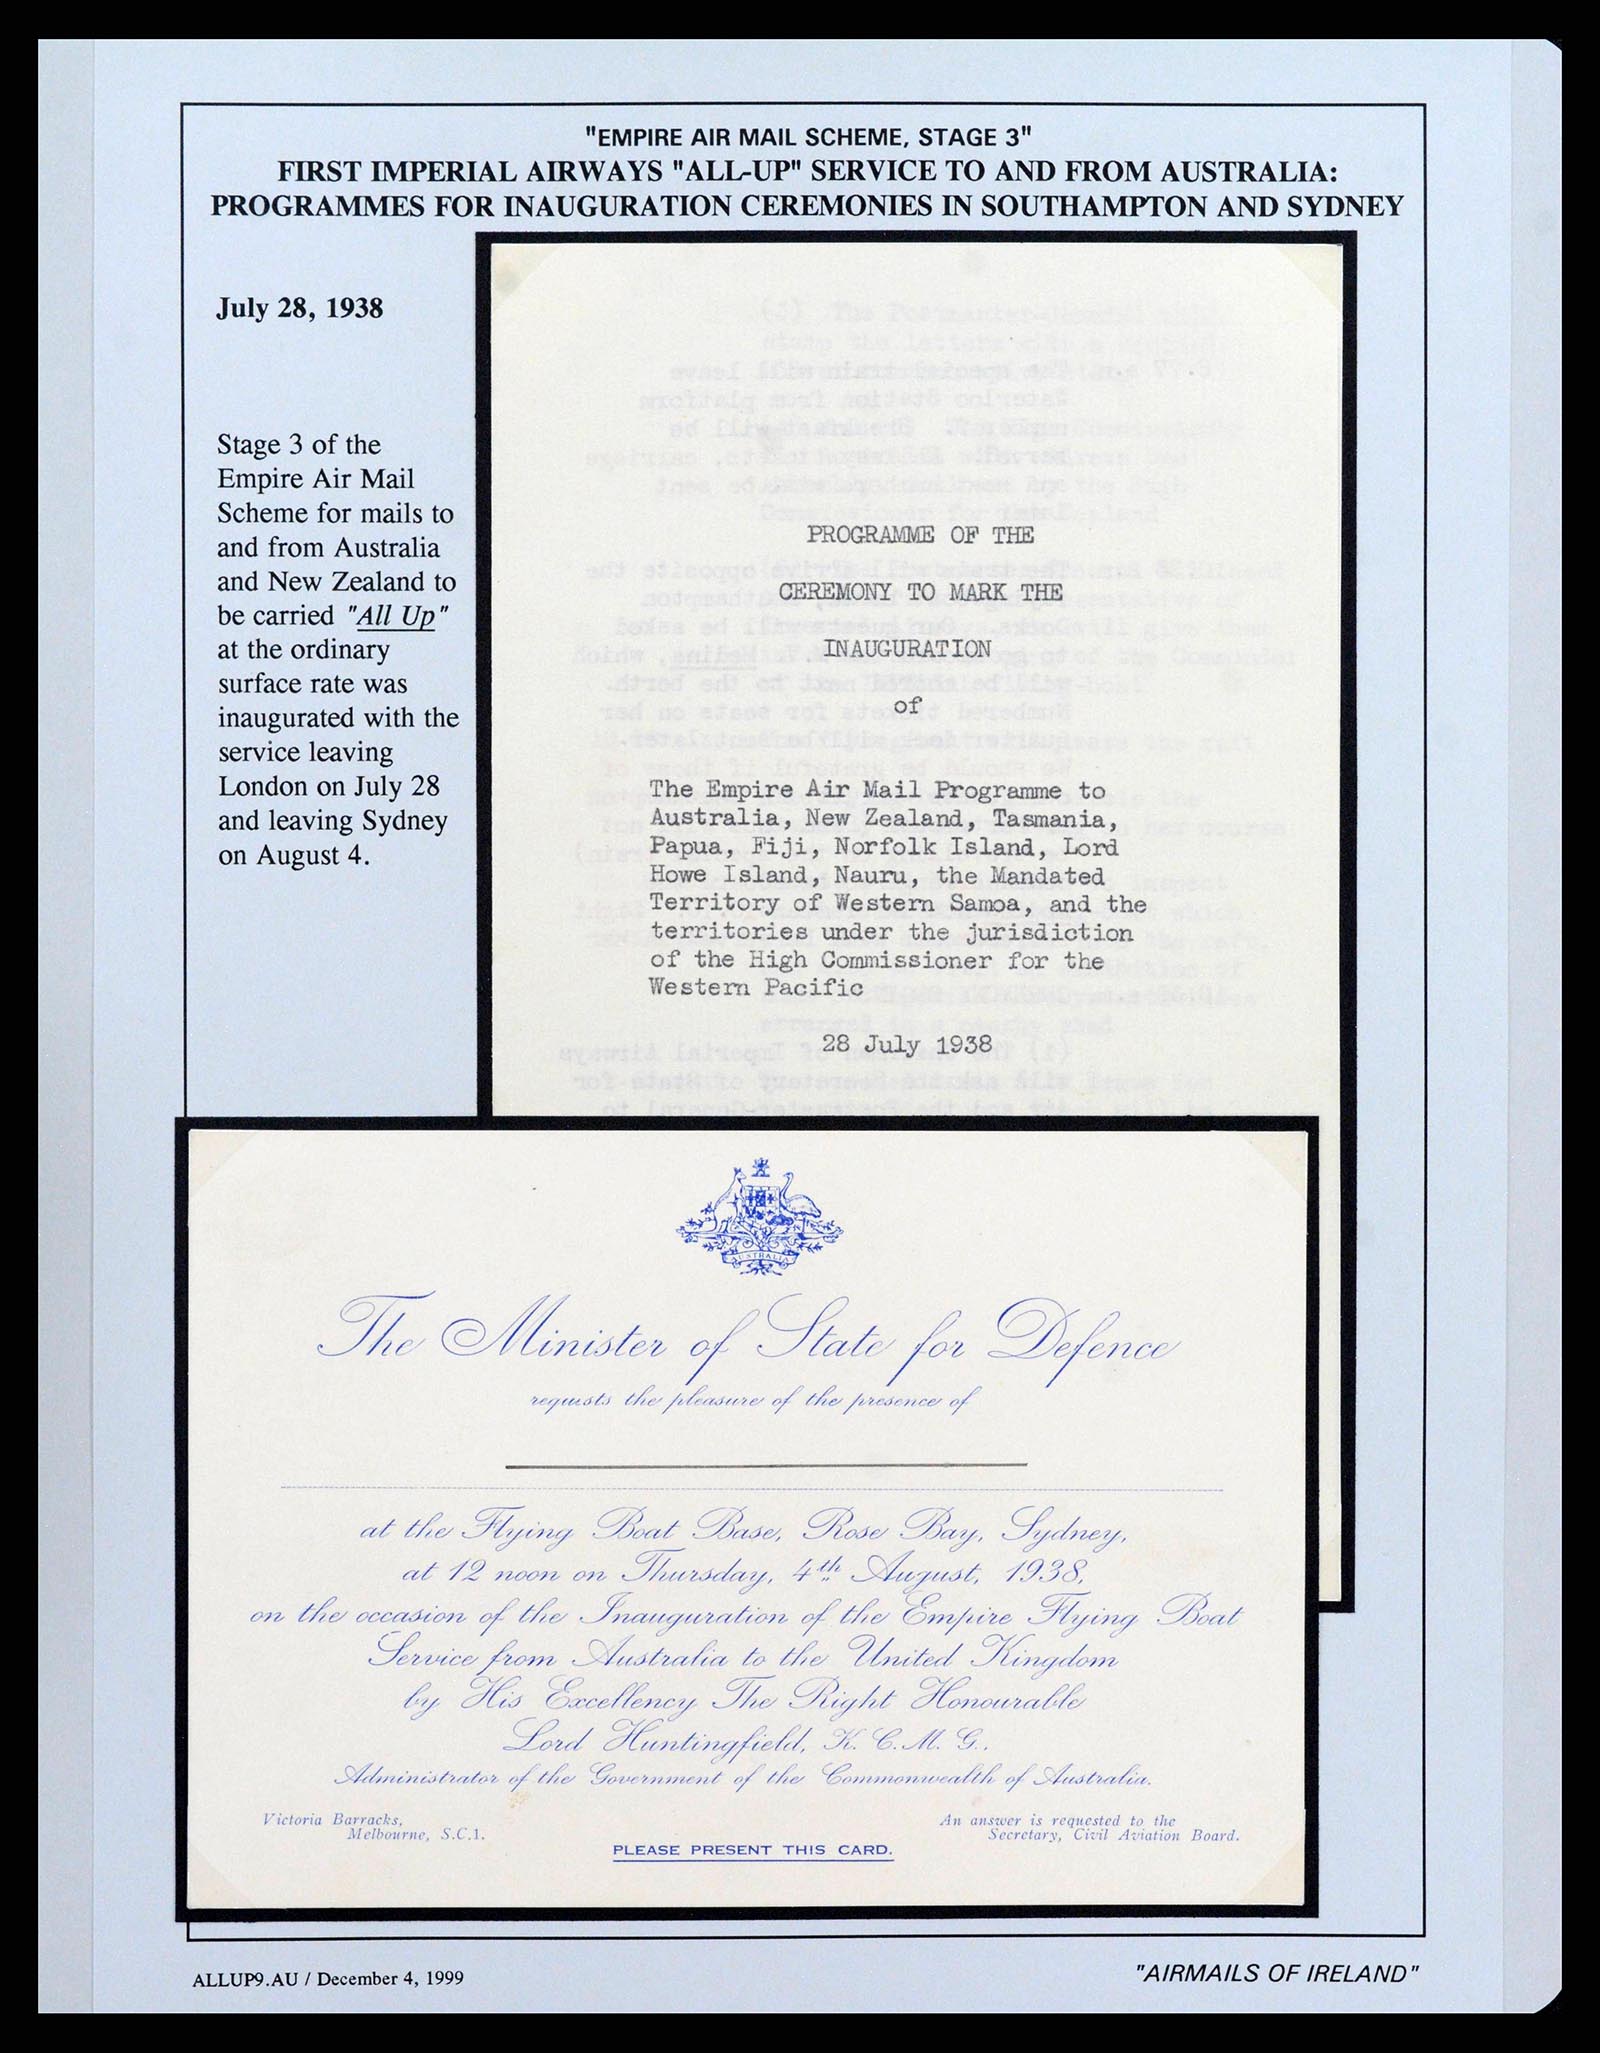 "EMPIRE AIR MAIL SCHEME, STAGE 3"
FIRST IMPERIAL AIRWAYS "ALL-UP" SERVICE TO AND FROM AUSTRALIA:
PROGRAMMES FOR INAUGURATION CEREMONIES IN SOUTHAMPTON AND SYDNEY
July 28, 1938
Stage 3 of the
Empire Air Mail
Scheme for mails to
and from Australia
and New Zealand to
be carried "All Up"
at the ordinary
surface rate was
inaugurated with the
service leaving
London on July 28
and leaving Sydney
on August 4.
PROGRAMME OF THE
CEREMONY TO MARK THE
INAUGURATION
of
The Empire Air Mail Programme to
Australia, New Zealand, Tasmania,
Papua, Fiji, Norfolk Island, Lord
Howe Island, Nauru, the Mandated
Territory of Western Samoa, and the
territories under the jurisdiction
of the High Commissioner for the
Western Pacific
28 July 1938
AUSTRALIA
The Minister of State for Defence
requests the pleasure of the presence of
at the Flying Boat Base, Rose Bay, Sydney,
at 12 noon on Thursday, 4th August, 1938,
on the occasion of the Inauguration of the Empire Flying Boat
Service from Australia to the United Kingdom
by His Excellency The Right Honourable
Lord Huntingfield, K.C.M.G.,
Administrator of the Government of the Commonwealth of Australia.
Victoria Barracks,
Melbourne, S.C.1.
An answer is requested to the
Secretary, Civil Aviation Board.
PLEASE PRESENT THIS CARD.
ALLUP9.AU / December 4, 1999
"AIRMAILS OF IRELAND"